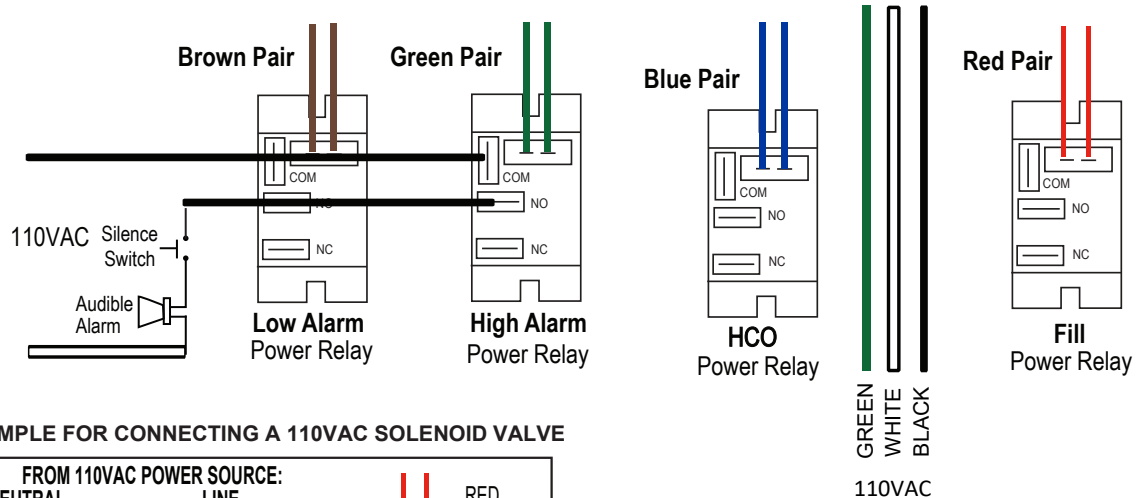 Brown Pair
Green Pair
Blue Pair
Red Pair
COM
NO
NC
COM
NO
NC
COM
NO
NC
COM
NO
NC
110VAC
Silence
Switch
Audible
Alarm
Low Alarm
Power Relay
High Alarm
Power Relay
HCO
Power Relay
Fill
Power Relay
GREEN
WHITE
BLACK
110VAC
MPLE FOR CONNECTING A 110VAC SOLENOID VALVE
FROM 110VAC POWER SOURCE:
EUTRAL
LINE
RED